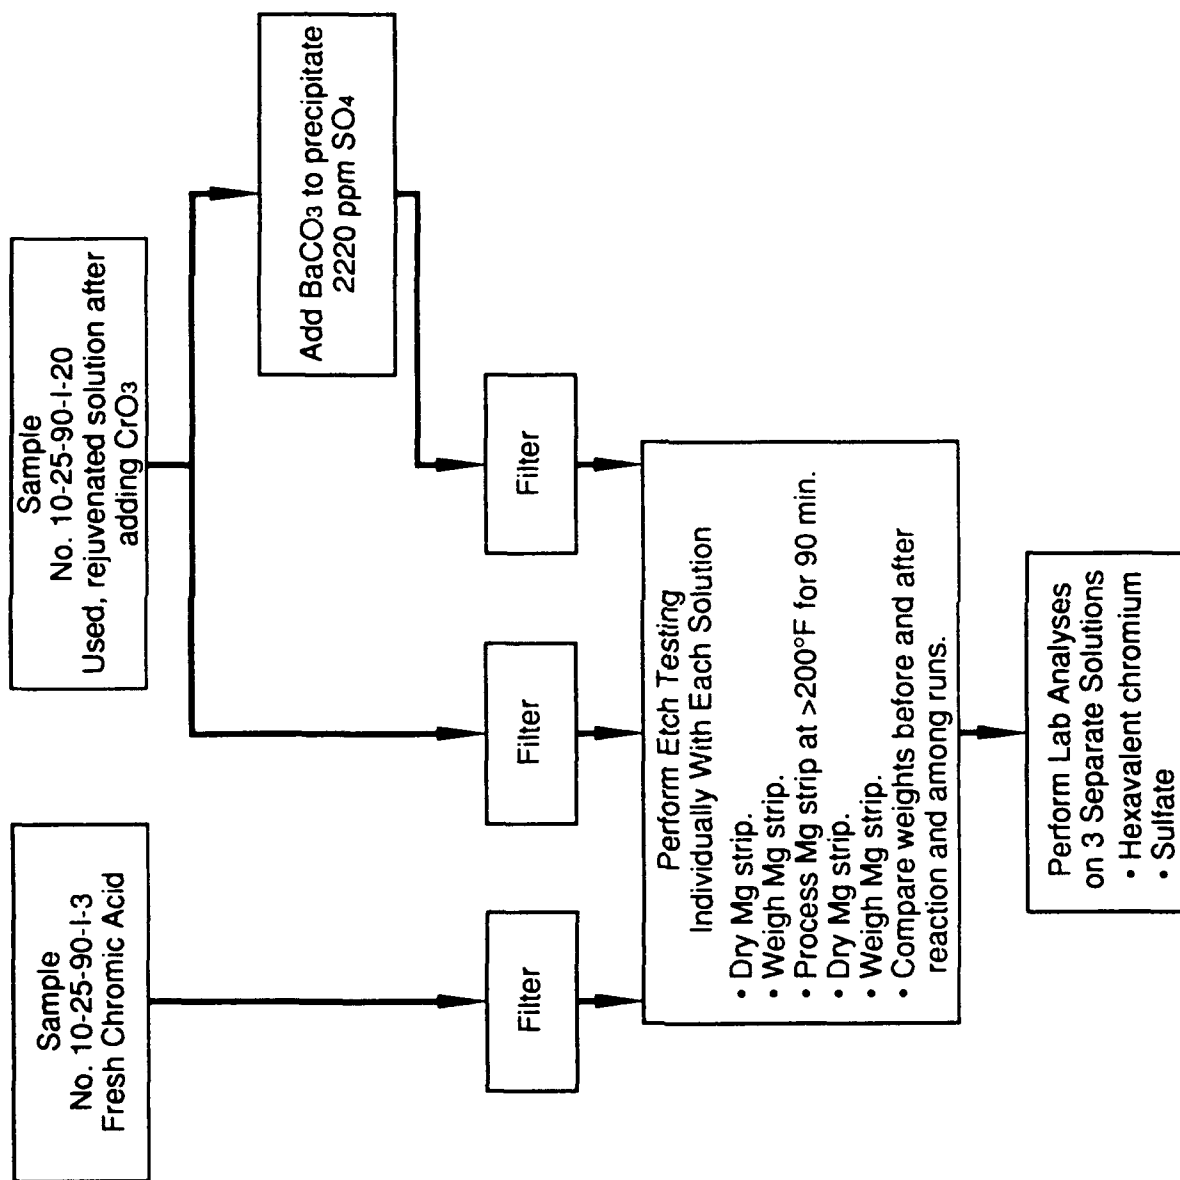 Sample
No. 10-25-90-I-3
Fresh Chromic Acid
Sample
No. 10-25-90-I-20
Used, rejuvenated solution after
adding CrO3
Add BaCO3 to precipitate
2220 ppm SO4
Filter
Filter
Filter
Perform Etch Testing
Individually With Each Solution
• Dry Mg strip.
• Weigh Mg strip.
• Process Mg strip at >200°F for 90 min.
• Dry Mg strip.
• Weigh Mg strip.
• Compare weights before and after
reaction and among runs.
Perform Lab Analyses
on 3 Separate Solutions
• Hexavalent chromium
• Sulfate